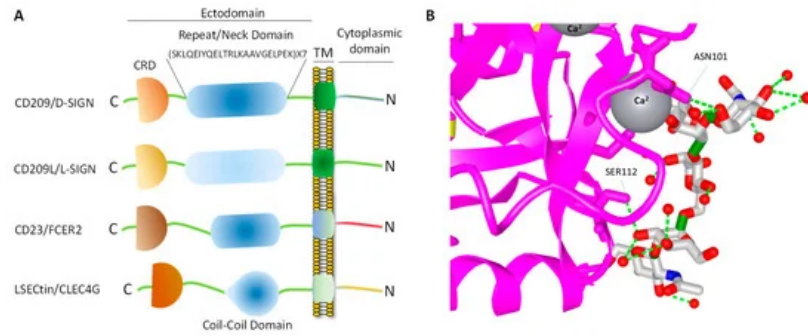 A
Ectodomain
Repeat/Neck Domain
(SKLQEIYQELTRLKAAVGELPEK)X7
CRD
TM
Cytoplasmic
domain
CD209/D-SIGN
C
N
CD209L/L-SIGN
C
N
CD23/FCER2
C
N
LSECtin/CLEC4G
C
N
Coil-Coil Domain
B
Ca²
ASN101
Ca²
SER112